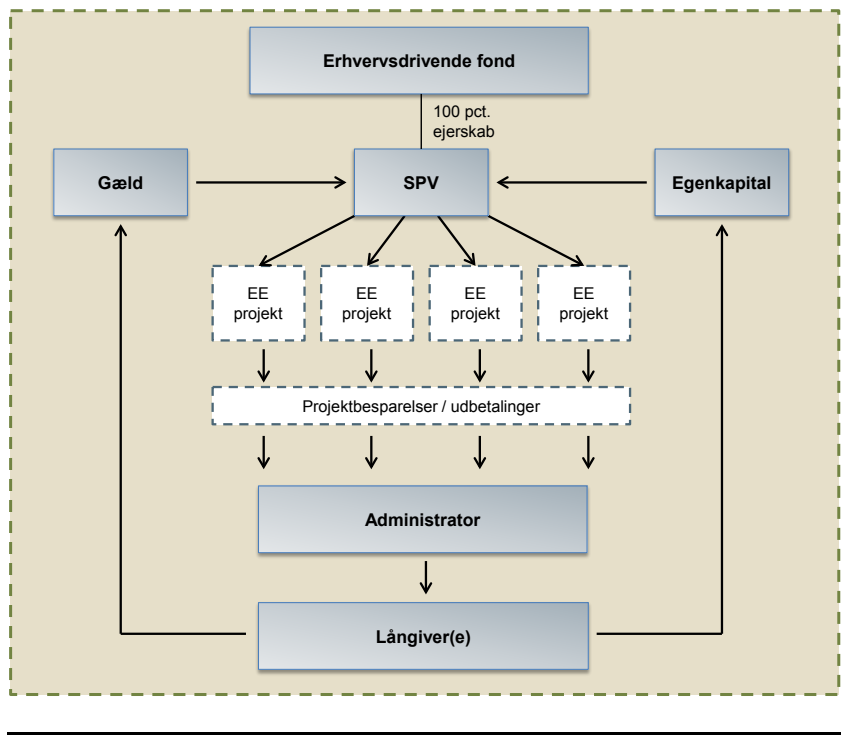 Erhvervsdrivende fond
100 pct.
ejerskab
Gæld
SPV
Egenkapital
EE
projekt
EE
projekt
EE
projekt
EE
projekt
Projektbesparelser / udbetalinger
Administrator
Långiver(e)